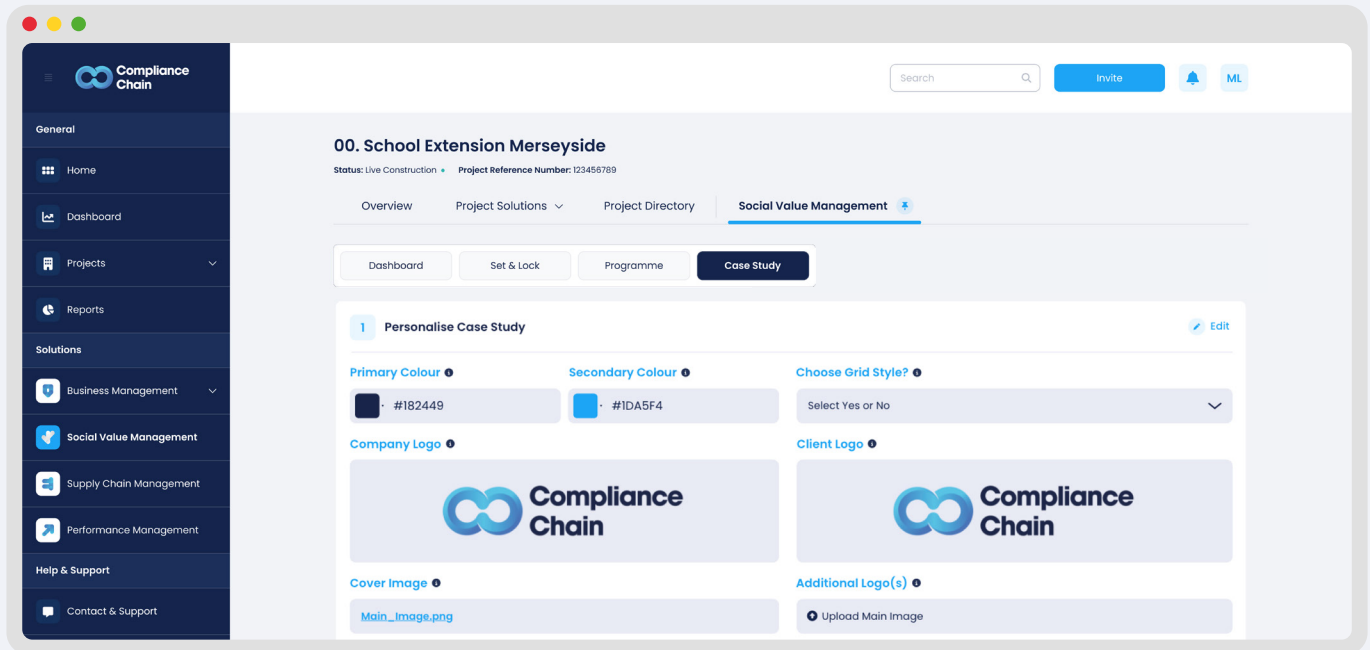 Compliance
Chain
Search
Invite
ML
General
Home
Dashboard
Projects
Reports
Solutions
Business Management
Social Value Management
Supply Chain Management
Performance Management
Help & Support
Contact & Support
00. School Extension Merseyside
Status: Live Construction • Project Reference Number: 123456789
Overview Project Solutions Project Directory Social Value Management
Dashboard Set & Lock Programme Case Study
1 Personalise Case Study Edit
Primary Colour Secondary Colour Choose Grid Style?
#182449 #1DA5F4 Select Yes or No
Company Logo Client Logo
Compliance
Chain
Compliance
Chain
Cover Image Additional Logo(s)
Main_Image.png Upload Main Image